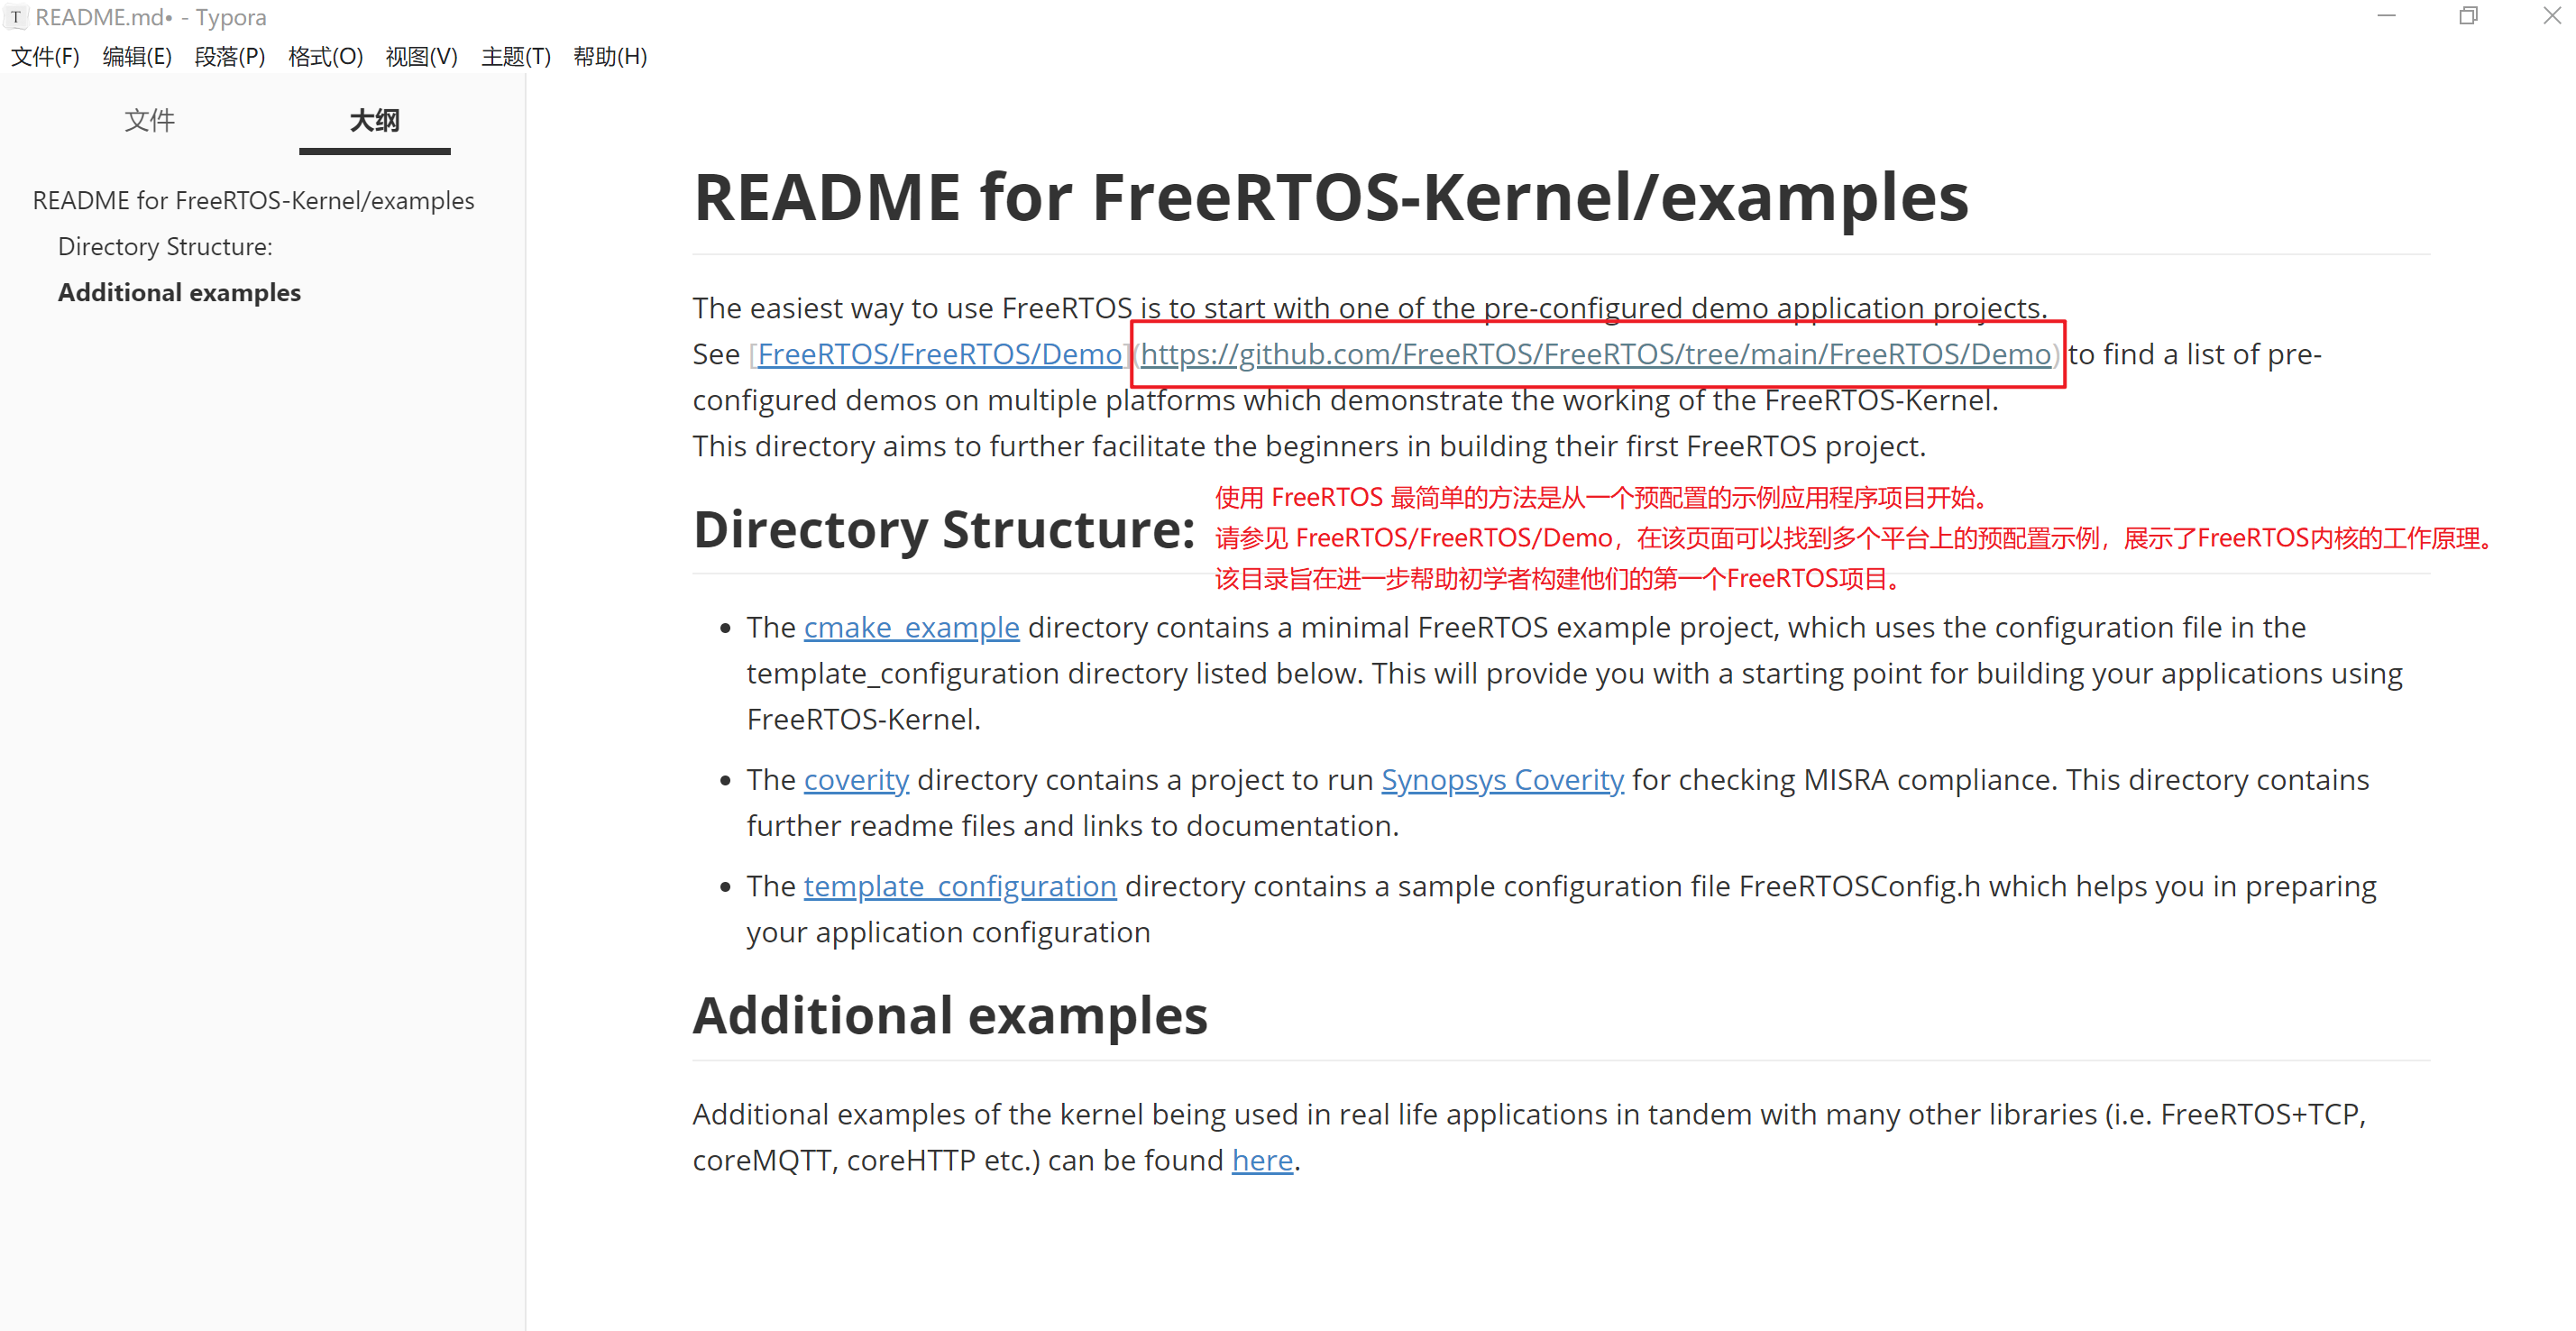 README.md• - Typora
文件(F) 编辑(E) 段落(P) 格式(O) 视图(V) 主题(T) 帮助(H)
文件 大纲
README for FreeRTOS-Kernel/examples
Directory Structure:
Additional examples
README for FreeRTOS-Kernel/examples
The easiest way to use FreeRTOS is to start with one of the pre-configured demo application projects.
See [FreeRTOS/FreeRTOS/Demo](https://github.com/FreeRTOS/FreeRTOS/tree/main/FreeRTOS/Demo) to find a list of pre-
configured demos on multiple platforms which demonstrate the working of the FreeRTOS-Kernel.
This directory aims to further facilitate the beginners in building their first FreeRTOS project.
使用 FreeRTOS 最简单的方法是从一个预配置的示例应用程序项目开始。
请参见 FreeRTOS/FreeRTOS/Demo，在该页面可以找到多个平台上的预配置示例，展示了FreeRTOS内核的工作原理。
该目录旨在进一步帮助初学者构建他们的第一个FreeRTOS项目。
Directory Structure:
• The cmake_example directory contains a minimal FreeRTOS example project, which uses the configuration file in the
template_configuration directory listed below. This will provide you with a starting point for building your applications using
FreeRTOS-Kernel.
• The coverity directory contains a project to run Synopsys Coverity for checking MISRA compliance. This directory contains
further readme files and links to documentation.
• The template_configuration directory contains a sample configuration file FreeRTOSConfig.h which helps you in preparing
your application configuration
Additional examples
Additional examples of the kernel being used in real life applications in tandem with many other libraries (i.e. FreeRTOS+TCP,
coreMQTT, coreHTTP etc.) can be found here.